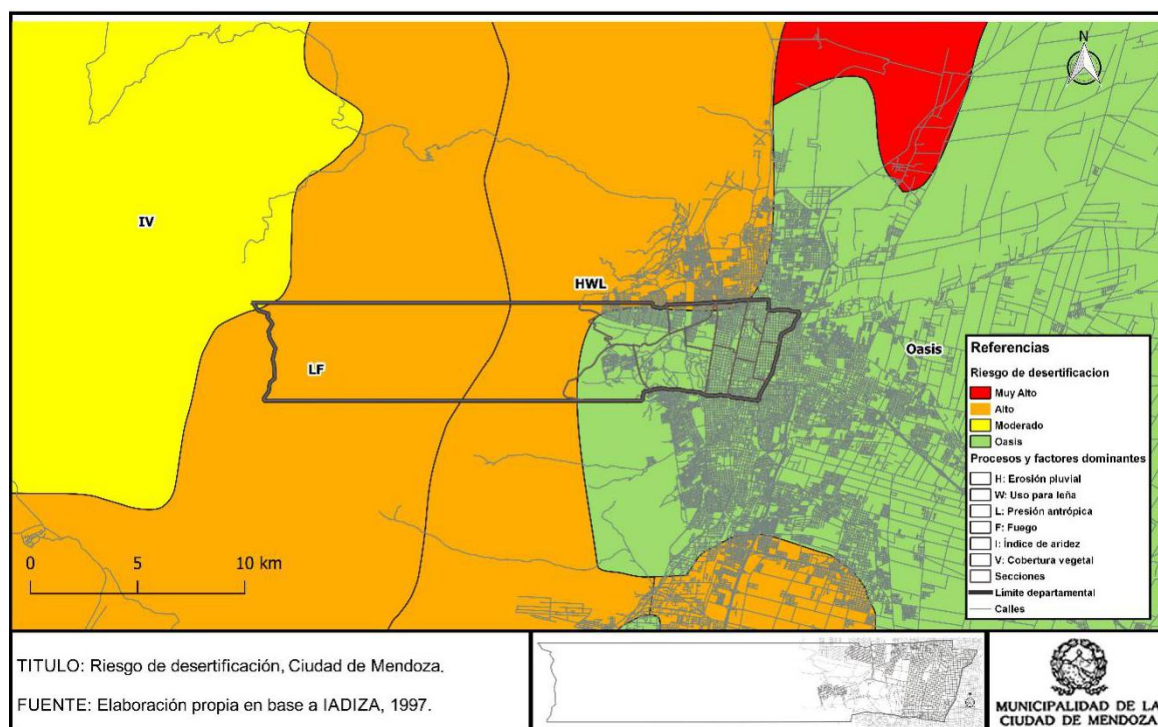 N
IV
HWL
LF
Oasis
0 5 10 km
Referencias
Riesgo de desertificacion
Muy Alto
Alto
Moderado
Oasis
Procesos y factores dominantes
H: Erosión pluvial
W: Uso para leña
L: Presión antrópica
F: Fuego
I: Índice de aridez
V: Cobertura vegetal
Secciones
Limite departamental
Calles
TITULO: Riesgo de desertificación, Ciudad de Mendoza.
FUENTE: Elaboración propia en base a IADIZA, 1997.
MUNICIPALIDAD DE LA
CIUDAD DE MENDOZA